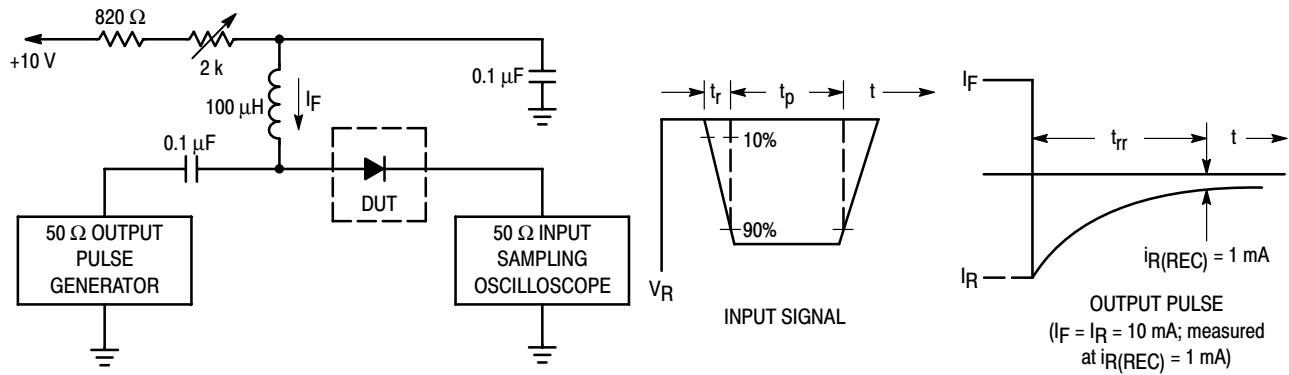 820 Ω
+10 V
2 k
100 μH
IF
0.1 μF
0.1 μF
DUT
50 Ω OUTPUT
PULSE
GENERATOR
50 Ω INPUT
SAMPLING
OSCILLOSCOPE
tr
tp
t
10%
90%
VR
INPUT SIGNAL
IF
trr
t
IR
iR(REC) = 1 mA
OUTPUT PULSE
(IF = IR = 10 mA; measured
at iR(REC) = 1 mA)